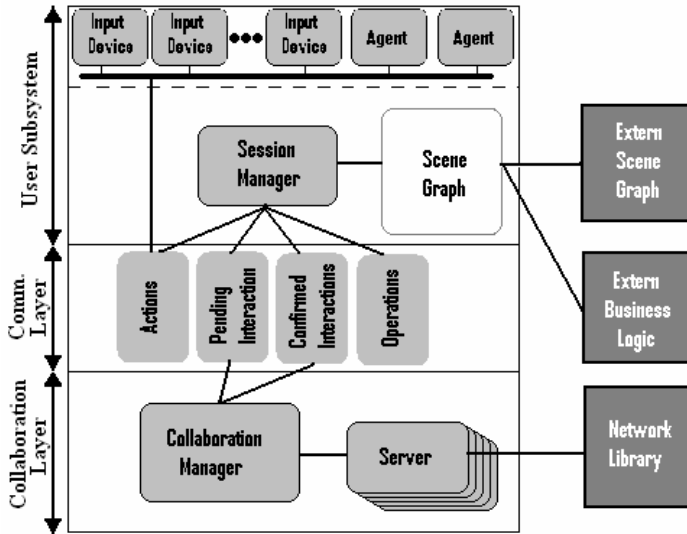 User Subsystem
Input
Device
Input
Device
Input
Device
Agent
Agent
Session
Manager
Scene
Graph
Extern
Scene
Graph
Comm.
Layer
Actions
Pending
Interaction
Confirmed
Interactions
Operations
Extern
Business
Logic
Collaboration
Layer
Collaboration
Manager
Server
Network
Library